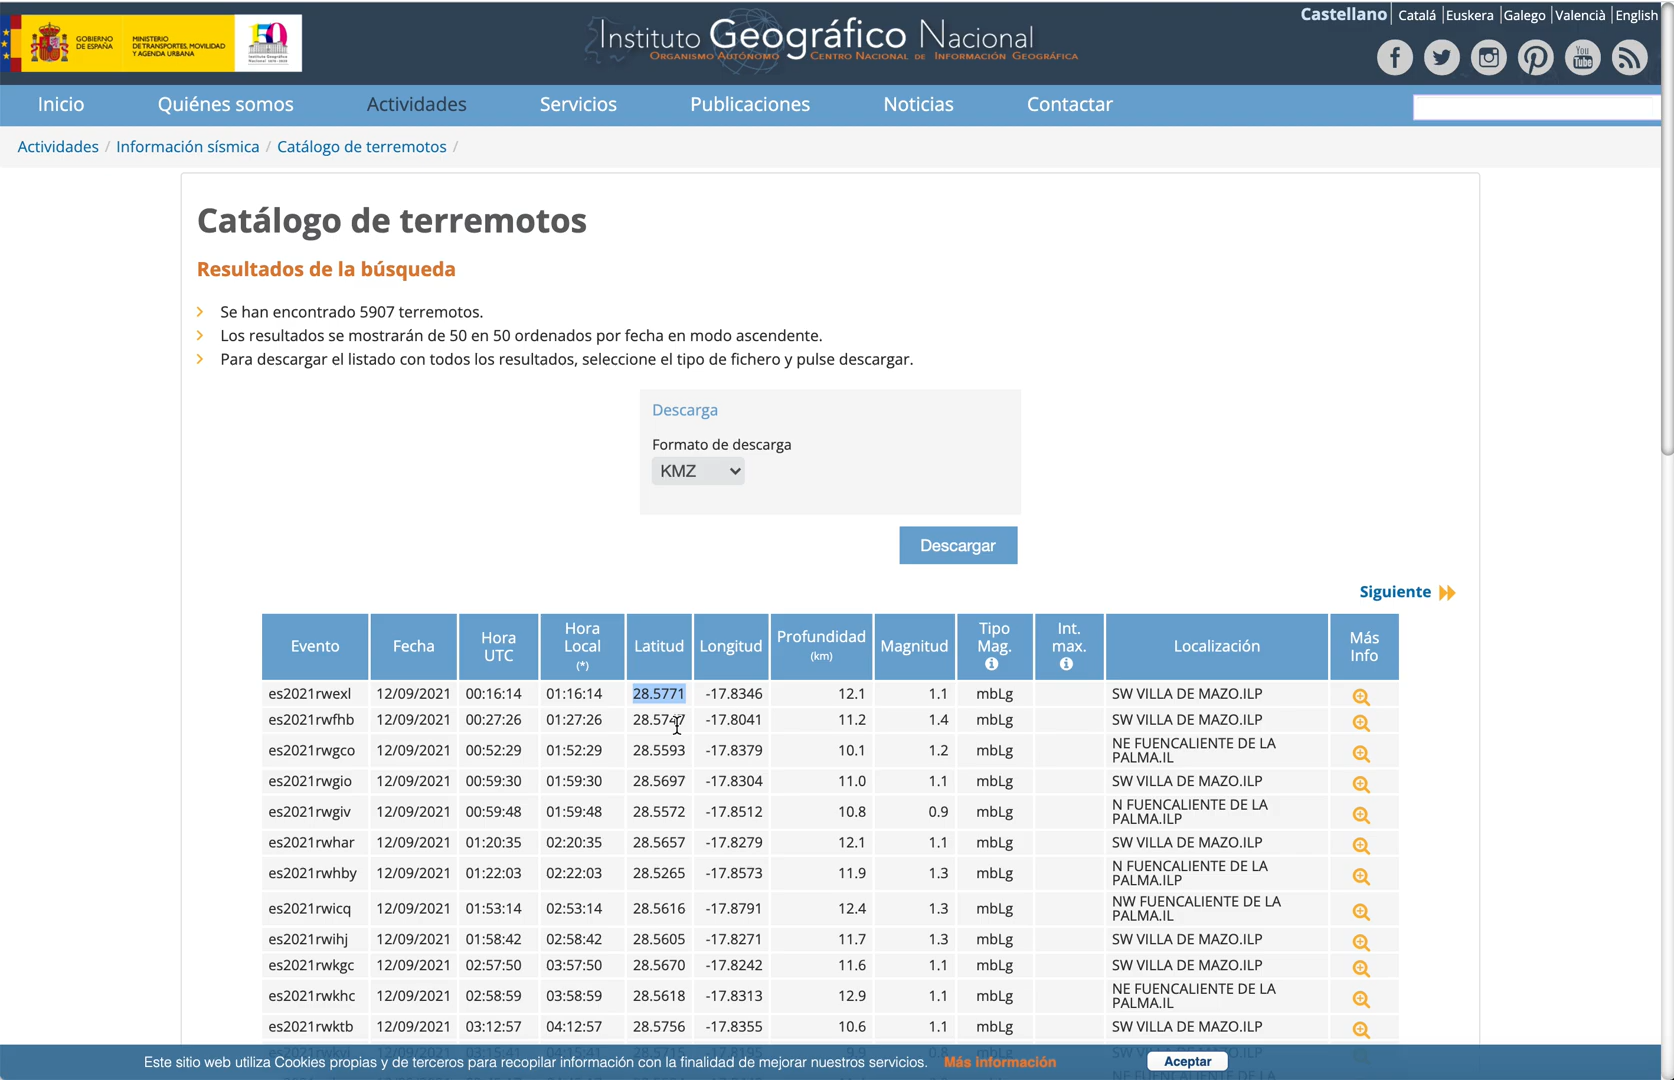 Castellano Catalá Euskera Galego Valencià English
GOBIERNO DE ESPAÑA
MINISTERIO DE TRANSPORTES, MOVILIDAD Y AGENDA URBANA
Instituto Geográfico Nacional
ORGANISMO AUTÓNOMO CENTRO NACIONAL DE INFORMACIÓN GEOGRÁFICA
Inicio Quiénes somos Actividades Servicios Publicaciones Noticias Contactar
Actividades / Información sísmica / Catálogo de terremotos /
Catálogo de terremotos
Resultados de la búsqueda
Se han encontrado 5907 terremotos.
Los resultados se mostrarán de 50 en 50 ordenados por fecha en modo ascendente.
Para descargar el listado con todos los resultados, seleccione el tipo de fichero y pulse descargar.
Descarga
Formato de descarga
KMZ
Descargar
Siguiente
Evento Fecha Hora UTC Hora Local (*) Latitud Longitud Profundidad (km) Magnitud Tipo Mag. Int. max. Localización Más Info
es2021rwexl 12/09/2021 00:16:14 01:16:14 28.5771 -17.8346 12.1 1.1 mbLg SW VILLA DE MAZO.ILP
es2021rwfhb 12/09/2021 00:27:26 01:27:26 28.5747 -17.8041 11.2 1.4 mbLg SW VILLA DE MAZO.ILP
es2021rwgco 12/09/2021 00:52:29 01:52:29 28.5593 -17.8379 10.1 1.2 mbLg NE FUENCALIENTE DE LA PALMA.IL
es2021rwgio 12/09/2021 00:59:30 01:59:30 28.5697 -17.8304 11.0 1.1 mbLg SW VILLA DE MAZO.ILP
es2021rwgiv 12/09/2021 00:59:48 01:59:48 28.5572 -17.8512 10.8 0.9 mbLg N FUENCALIENTE DE LA PALMA.ILP
es2021rwhar 12/09/2021 01:20:35 02:20:35 28.5657 -17.8279 12.1 1.1 mbLg SW VILLA DE MAZO.ILP
es2021rwhby 12/09/2021 01:22:03 02:22:03 28.5265 -17.8573 11.9 1.3 mbLg N FUENCALIENTE DE LA PALMA.ILP
es2021rwicq 12/09/2021 01:53:14 02:53:14 28.5616 -17.8791 12.4 1.3 mbLg NW FUENCALIENTE DE LA PALMA.IL
es2021rwihj 12/09/2021 01:58:42 02:58:42 28.5605 -17.8271 11.7 1.3 mbLg SW VILLA DE MAZO.ILP
es2021rwkgc 12/09/2021 02:57:50 03:57:50 28.5670 -17.8242 11.6 1.1 mbLg SW VILLA DE MAZO.ILP
es2021rwkhc 12/09/2021 02:58:59 03:58:59 28.5618 -17.8313 12.9 1.1 mbLg NE FUENCALIENTE DE LA PALMA.IL
es2021rwktb 12/09/2021 03:12:57 04:12:57 28.5756 -17.8355 10.6 1.1 mbLg SW VILLA DE MAZO.ILP
Este sitio web utiliza Cookies propias y de terceros para recopilar información con la finalidad de mejorar nuestros servicios. Más información Aceptar